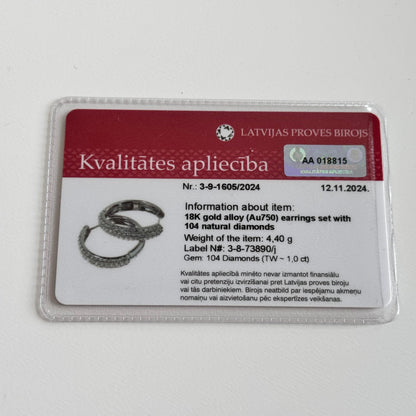 LATVIJAS PROVES BIROJS
AA 018815
KVALITĀTES APLIECĪBA
Kvalitātes apliecība
Nr.: 3-9-1605/2024 12.11.2024.
Information about item:
18K gold alloy (Au750) earrings set with
104 natural diamonds
Weight of the item: 4,40 g
Label N#: 3-8-73890/j
Gem: 104 Diamonds (TW ~ 1,0 ct)
Kvalitātes apliecībā minēto nevar izmantot finansiālu
vai citu pretenziju izvirzīšanai pret Latvijas proves biroju
vai tās darbiniekiem. Birojs neatbild par iespējamu akmeņu
nomaiņu vai aizvietošanu pēc ekspertīzes veikšanas.